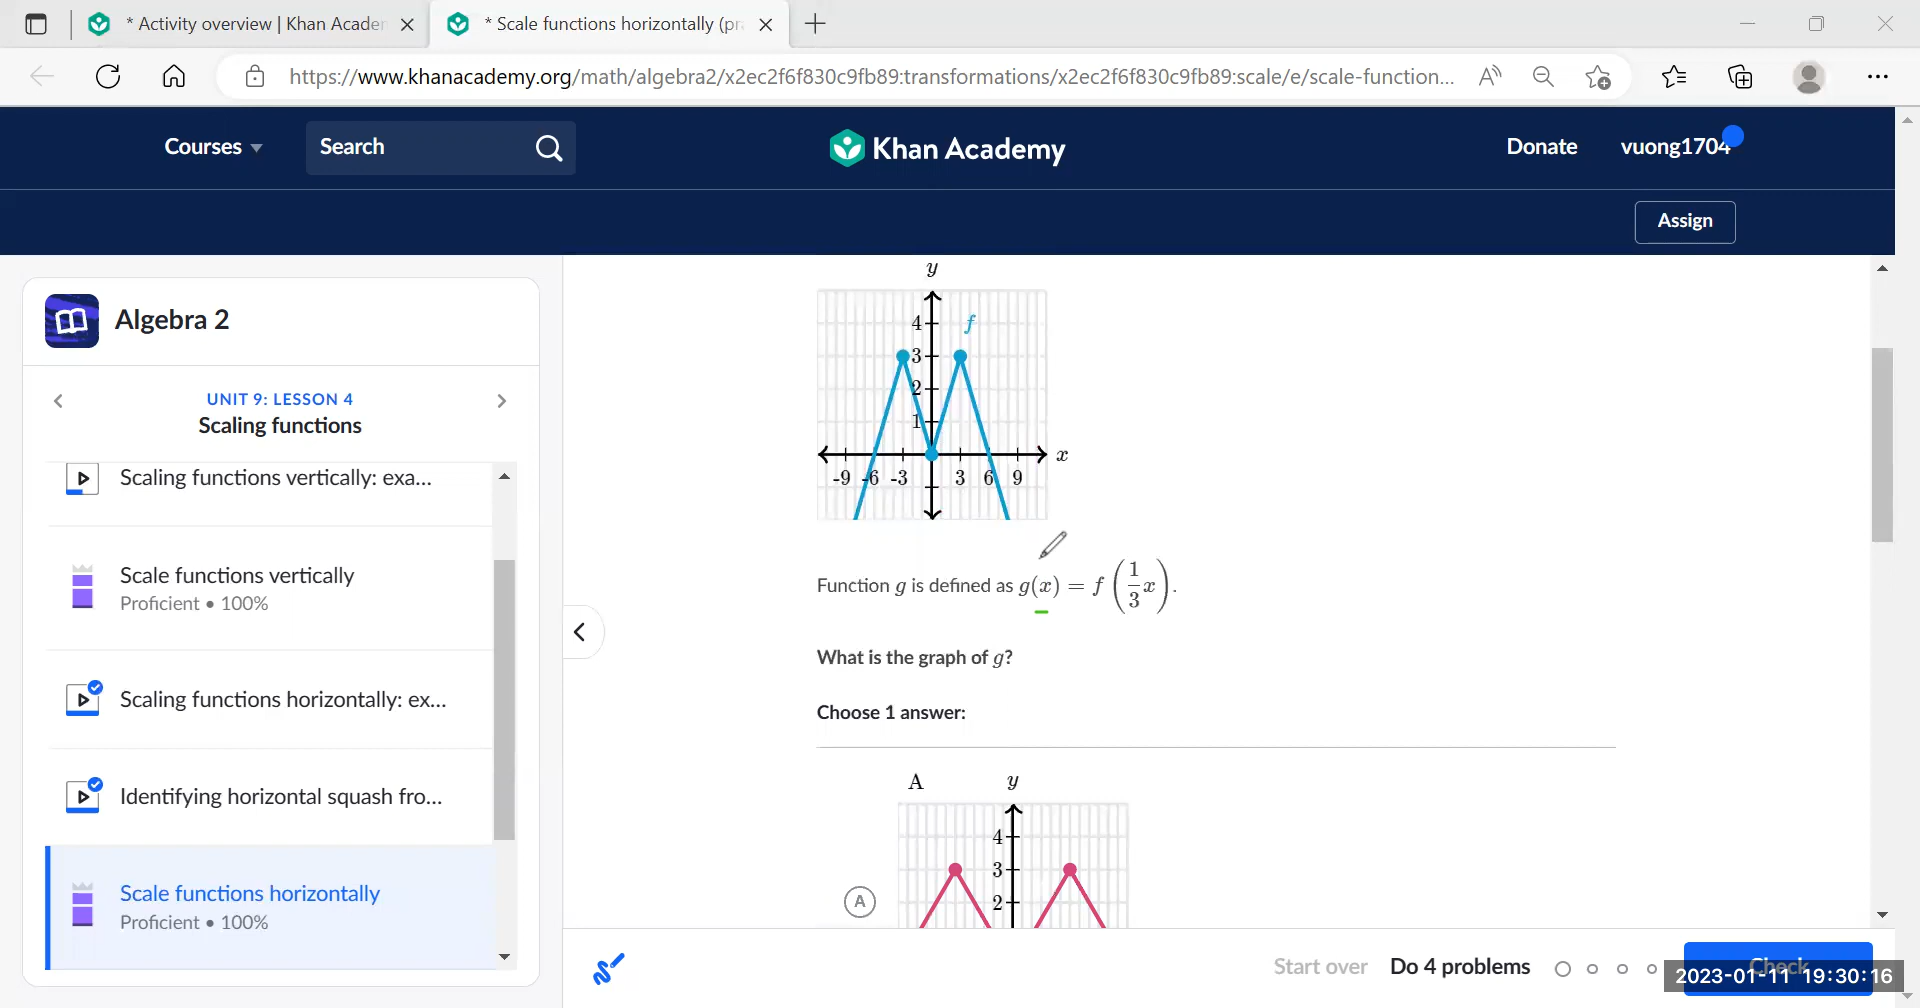 * Activity overview | Khan Academ
* Scale functions horizontally (pra
https://www.khanacademy.org/math/algebra2/x2ec2f6f830c9fb89:transformations/x2ec2f6f830c9fb89:scale/e/scale-function...
Courses
Search
Khan Academy
Donate
vuong1704
Assign
Algebra 2
UNIT 9: LESSON 4
Scaling functions
Scaling functions vertically: exa...
Scale functions vertically
Proficient • 100%
Scaling functions horizontally: ex...
Identifying horizontal squash fro...
Scale functions horizontally
Proficient • 100%
y
4
f
3
2
1
x
-9 -6 -3 3 6 9
Function g is defined as g(x) = f(1/3 x).
What is the graph of g?
Choose 1 answer:
A
y
4
3
A
2
Start over
Do 4 problems
Check
2023-01-11 19:30:16